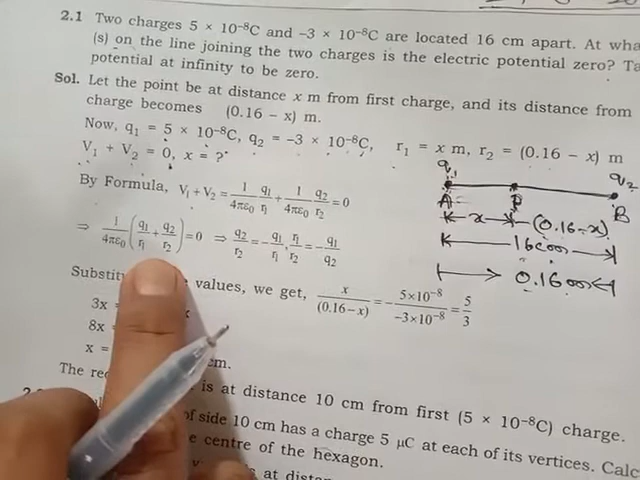 2.1 Two charges 5 × 10⁻⁸C and –3 × 10⁻⁸C are located 16 cm apart. At
(s) on the line joining the two charges is the electric potential zero?
potential at infinity to be zero.
Sol. Let the point be at distance x m from first charge, and its distance from
charge becomes (0.16 – x) m.
Now, q₁ = 5 × 10⁻⁸C, q₂ = –3 × 10⁻⁸C, r₁ = x m, r₂ = (0.16 – x) m
V₁ + V₂ = 0, x = ?
q₁ q₂
A P B
x (0.16-x)
16cm
0.16
By Formula, V₁ + V₂ = 1/4πε₀ q₁/r₁ + 1/4πε₀ q₂/r₂ = 0
⇒ 1/4πε₀ (q₁/r₁ + q₂/r₂) = 0 ⇒ q₂/r₂ = – q₁/r₁, r₁/r₂ = – q₁/q₂
values, we get, x/(0.16 – x) = – 5×10⁻⁸/–3×10⁻⁸ = 5/3
3x =
8x
x =
The
is at distance 10 cm from first (5 × 10⁻⁸C) charge.
of side 10 cm has a charge 5 μC at each of its vertices.
centre of the hexagon.